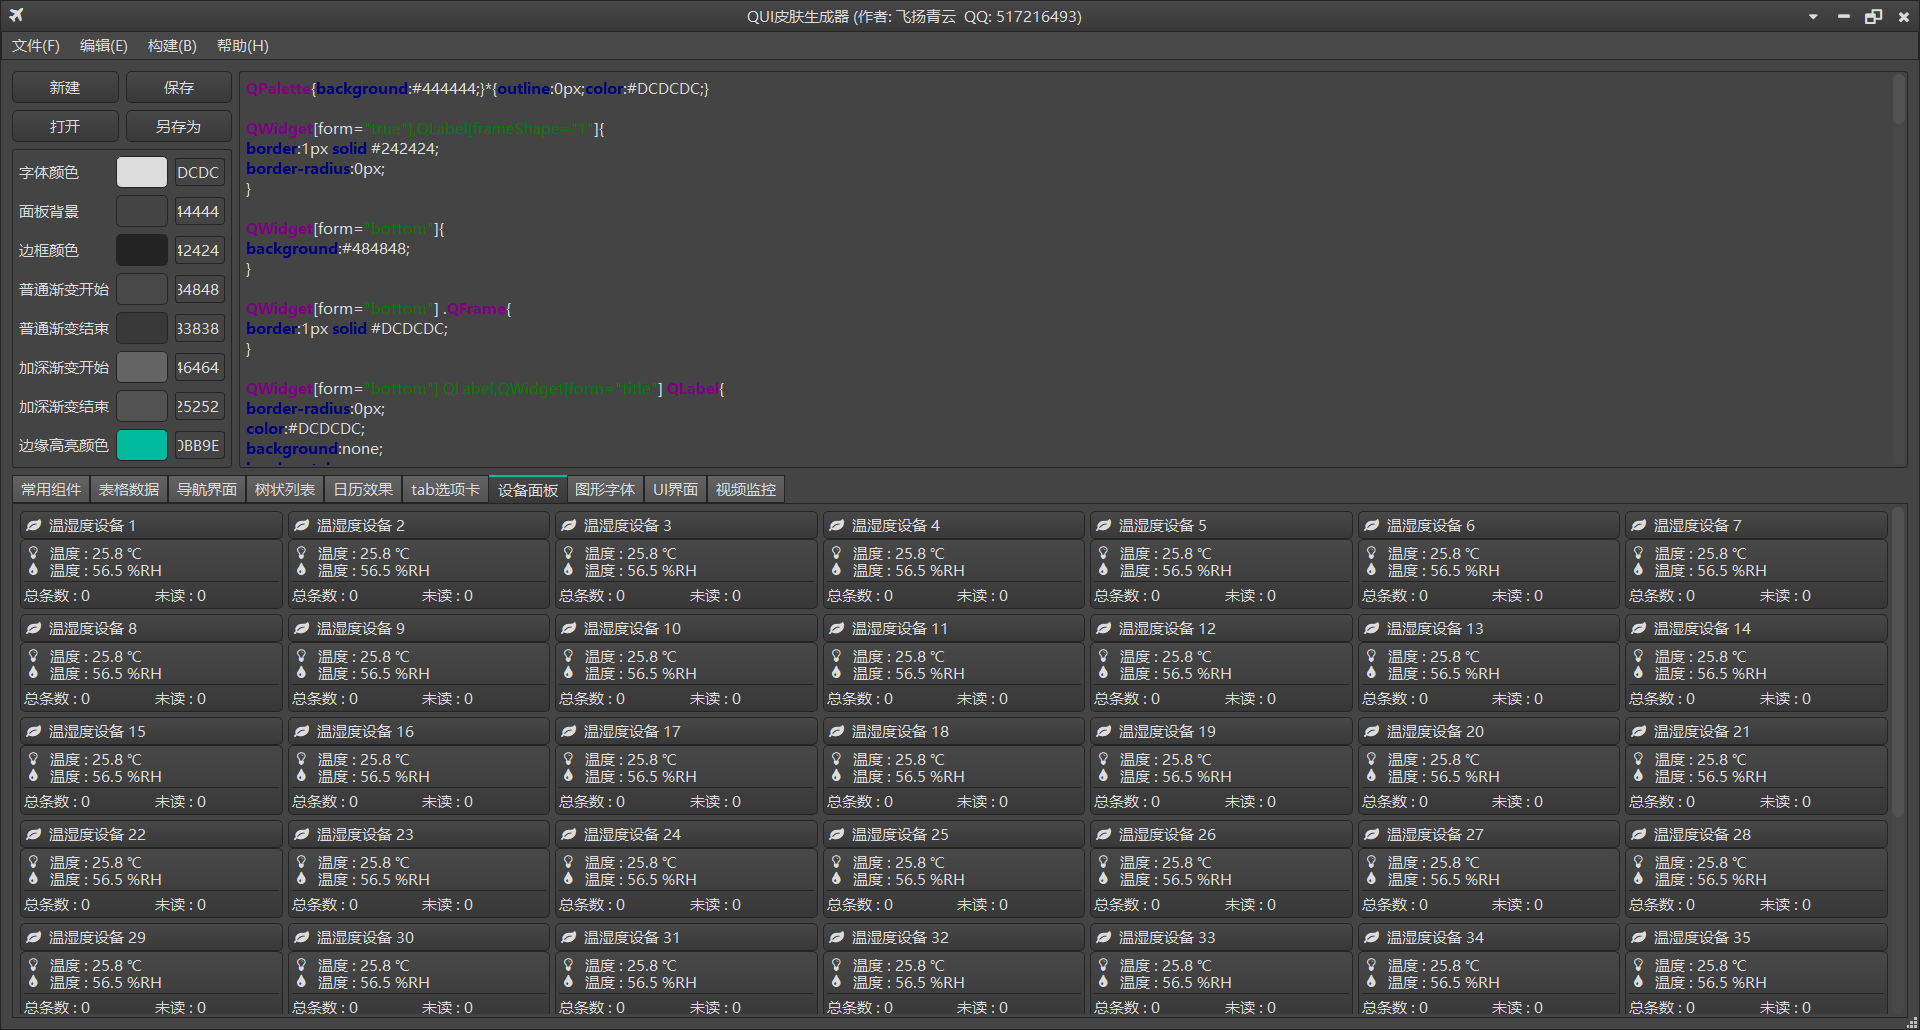 QUI皮肤生成器 (作者: 飞扬青云  QQ: 517216493)
文件(F) 编辑(E) 构建(B) 帮助(H)
新建 保存
打开 另存为
字体颜色 DCDC
面板背景 44444
边框颜色 42424
普通渐变开始 84848
普通渐变结束 83838
加深渐变开始 46464
加深渐变结束 25252
边缘高亮颜色 0BB9E
QPalette{background:#444444;}*{outline:0px;color:#DCDCDC;}
QWidget[form="true"],QLabel[frameShape="1"]{
border:1px solid #242424;
border-radius:0px;
}
QWidget[form="bottom"]{
background:#484848;
}
QWidget[form="bottom"] .QFrame{
border:1px solid #DCDCDC;
}
QWidget[form="bottom"] QLabel,QWidget[form="title"] QLabel{
border-radius:0px;
color:#DCDCDC;
background:none;
常用组件 表格数据 导航界面 树状列表 日历效果 tab选项卡 设备面板 图形字体 UI界面 视频监控
温湿度设备 1 温湿度设备 2 温湿度设备 3 温湿度设备 4 温湿度设备 5 温湿度设备 6 温湿度设备 7
温度 : 25.8 ℃ 温度 : 25.8 ℃ 温度 : 25.8 ℃ 温度 : 25.8 ℃ 温度 : 25.8 ℃ 温度 : 25.8 ℃ 温度 : 25.8 ℃
温度 : 56.5 %RH 温度 : 56.5 %RH 温度 : 56.5 %RH 温度 : 56.5 %RH 温度 : 56.5 %RH 温度 : 56.5 %RH 温度 : 56.5 %RH
总条数 : 0 未读 : 0 总条数 : 0 未读 : 0 总条数 : 0 未读 : 0 总条数 : 0 未读 : 0 总条数 : 0 未读 : 0 总条数 : 0 未读 : 0 总条数 : 0 未读 : 0
温湿度设备 8 温湿度设备 9 温湿度设备 10 温湿度设备 11 温湿度设备 12 温湿度设备 13 温湿度设备 14
温度 : 25.8 ℃ 温度 : 25.8 ℃ 温度 : 25.8 ℃ 温度 : 25.8 ℃ 温度 : 25.8 ℃ 温度 : 25.8 ℃ 温度 : 25.8 ℃
温度 : 56.5 %RH 温度 : 56.5 %RH 温度 : 56.5 %RH 温度 : 56.5 %RH 温度 : 56.5 %RH 温度 : 56.5 %RH 温度 : 56.5 %RH
总条数 : 0 未读 : 0 总条数 : 0 未读 : 0 总条数 : 0 未读 : 0 总条数 : 0 未读 : 0 总条数 : 0 未读 : 0 总条数 : 0 未读 : 0 总条数 : 0 未读 : 0
温湿度设备 15 温湿度设备 16 温湿度设备 17 温湿度设备 18 温湿度设备 19 温湿度设备 20 温湿度设备 21
温度 : 25.8 ℃ 温度 : 25.8 ℃ 温度 : 25.8 ℃ 温度 : 25.8 ℃ 温度 : 25.8 ℃ 温度 : 25.8 ℃ 温度 : 25.8 ℃
温度 : 56.5 %RH 温度 : 56.5 %RH 温度 : 56.5 %RH 温度 : 56.5 %RH 温度 : 56.5 %RH 温度 : 56.5 %RH 温度 : 56.5 %RH
总条数 : 0 未读 : 0 总条数 : 0 未读 : 0 总条数 : 0 未读 : 0 总条数 : 0 未读 : 0 总条数 : 0 未读 : 0 总条数 : 0 未读 : 0 总条数 : 0 未读 : 0
温湿度设备 22 温湿度设备 23 温湿度设备 24 温湿度设备 25 温湿度设备 26 温湿度设备 27 温湿度设备 28
温度 : 25.8 ℃ 温度 : 25.8 ℃ 温度 : 25.8 ℃ 温度 : 25.8 ℃ 温度 : 25.8 ℃ 温度 : 25.8 ℃ 温度 : 25.8 ℃
温度 : 56.5 %RH 温度 : 56.5 %RH 温度 : 56.5 %RH 温度 : 56.5 %RH 温度 : 56.5 %RH 温度 : 56.5 %RH 温度 : 56.5 %RH
总条数 : 0 未读 : 0 总条数 : 0 未读 : 0 总条数 : 0 未读 : 0 总条数 : 0 未读 : 0 总条数 : 0 未读 : 0 总条数 : 0 未读 : 0 总条数 : 0 未读 : 0
温湿度设备 29 温湿度设备 30 温湿度设备 31 温湿度设备 32 温湿度设备 33 温湿度设备 34 温湿度设备 35
温度 : 25.8 ℃ 温度 : 25.8 ℃ 温度 : 25.8 ℃ 温度 : 25.8 ℃ 温度 : 25.8 ℃ 温度 : 25.8 ℃ 温度 : 25.8 ℃
温度 : 56.5 %RH 温度 : 56.5 %RH 温度 : 56.5 %RH 温度 : 56.5 %RH 温度 : 56.5 %RH 温度 : 56.5 %RH 温度 : 56.5 %RH
总条数 : 0 未读 : 0 总条数 : 0 未读 : 0 总条数 : 0 未读 : 0 总条数 : 0 未读 : 0 总条数 : 0 未读 : 0 总条数 : 0 未读 : 0 总条数 : 0 未读 : 0